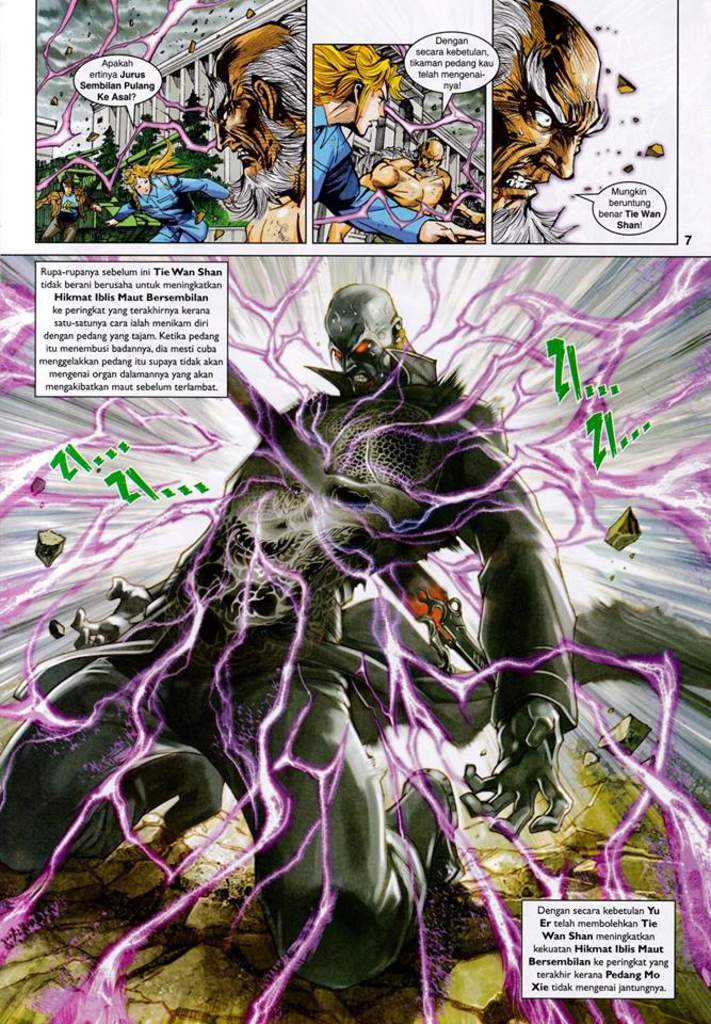 Apakah
ertinya Jurus
Sembilan Pulang
Ke Asal?
Dengan
secara kebetulan,
tikaman pedang kau
telah mengenai-
nya!
Mungkin
beruntung
benar Tie Wan
Shan!
7
Rupa-rupanya sebelum ini Tie Wan Shan
tidak berani berusaha untuk meningkatkan
Hikmat Iblis Maut Bersembilan
ke peringkat yang terakhirnya kerana
satu-satunya cara ialah menikam diri
dengan pedang yang tajam. Ketika pedang
itu menembusi badannya, dia mesti cuba
menggelakkan pedang itu supaya tidak akan
mengenai organ dalamannya yang akan
mengakibatkan maut sebelum terlambat.
ZI...
ZI...
ZI...
ZI...
Dengan secara kebetulan Yu
Er telah membolehkan Tie
Wan Shan meningkatkan
kekuatan Hikmat Iblis Maut
Bersembilan ke peringkat yang
terakhir kerana Pedang Mo
Xie tidak mengenai jantungnya.